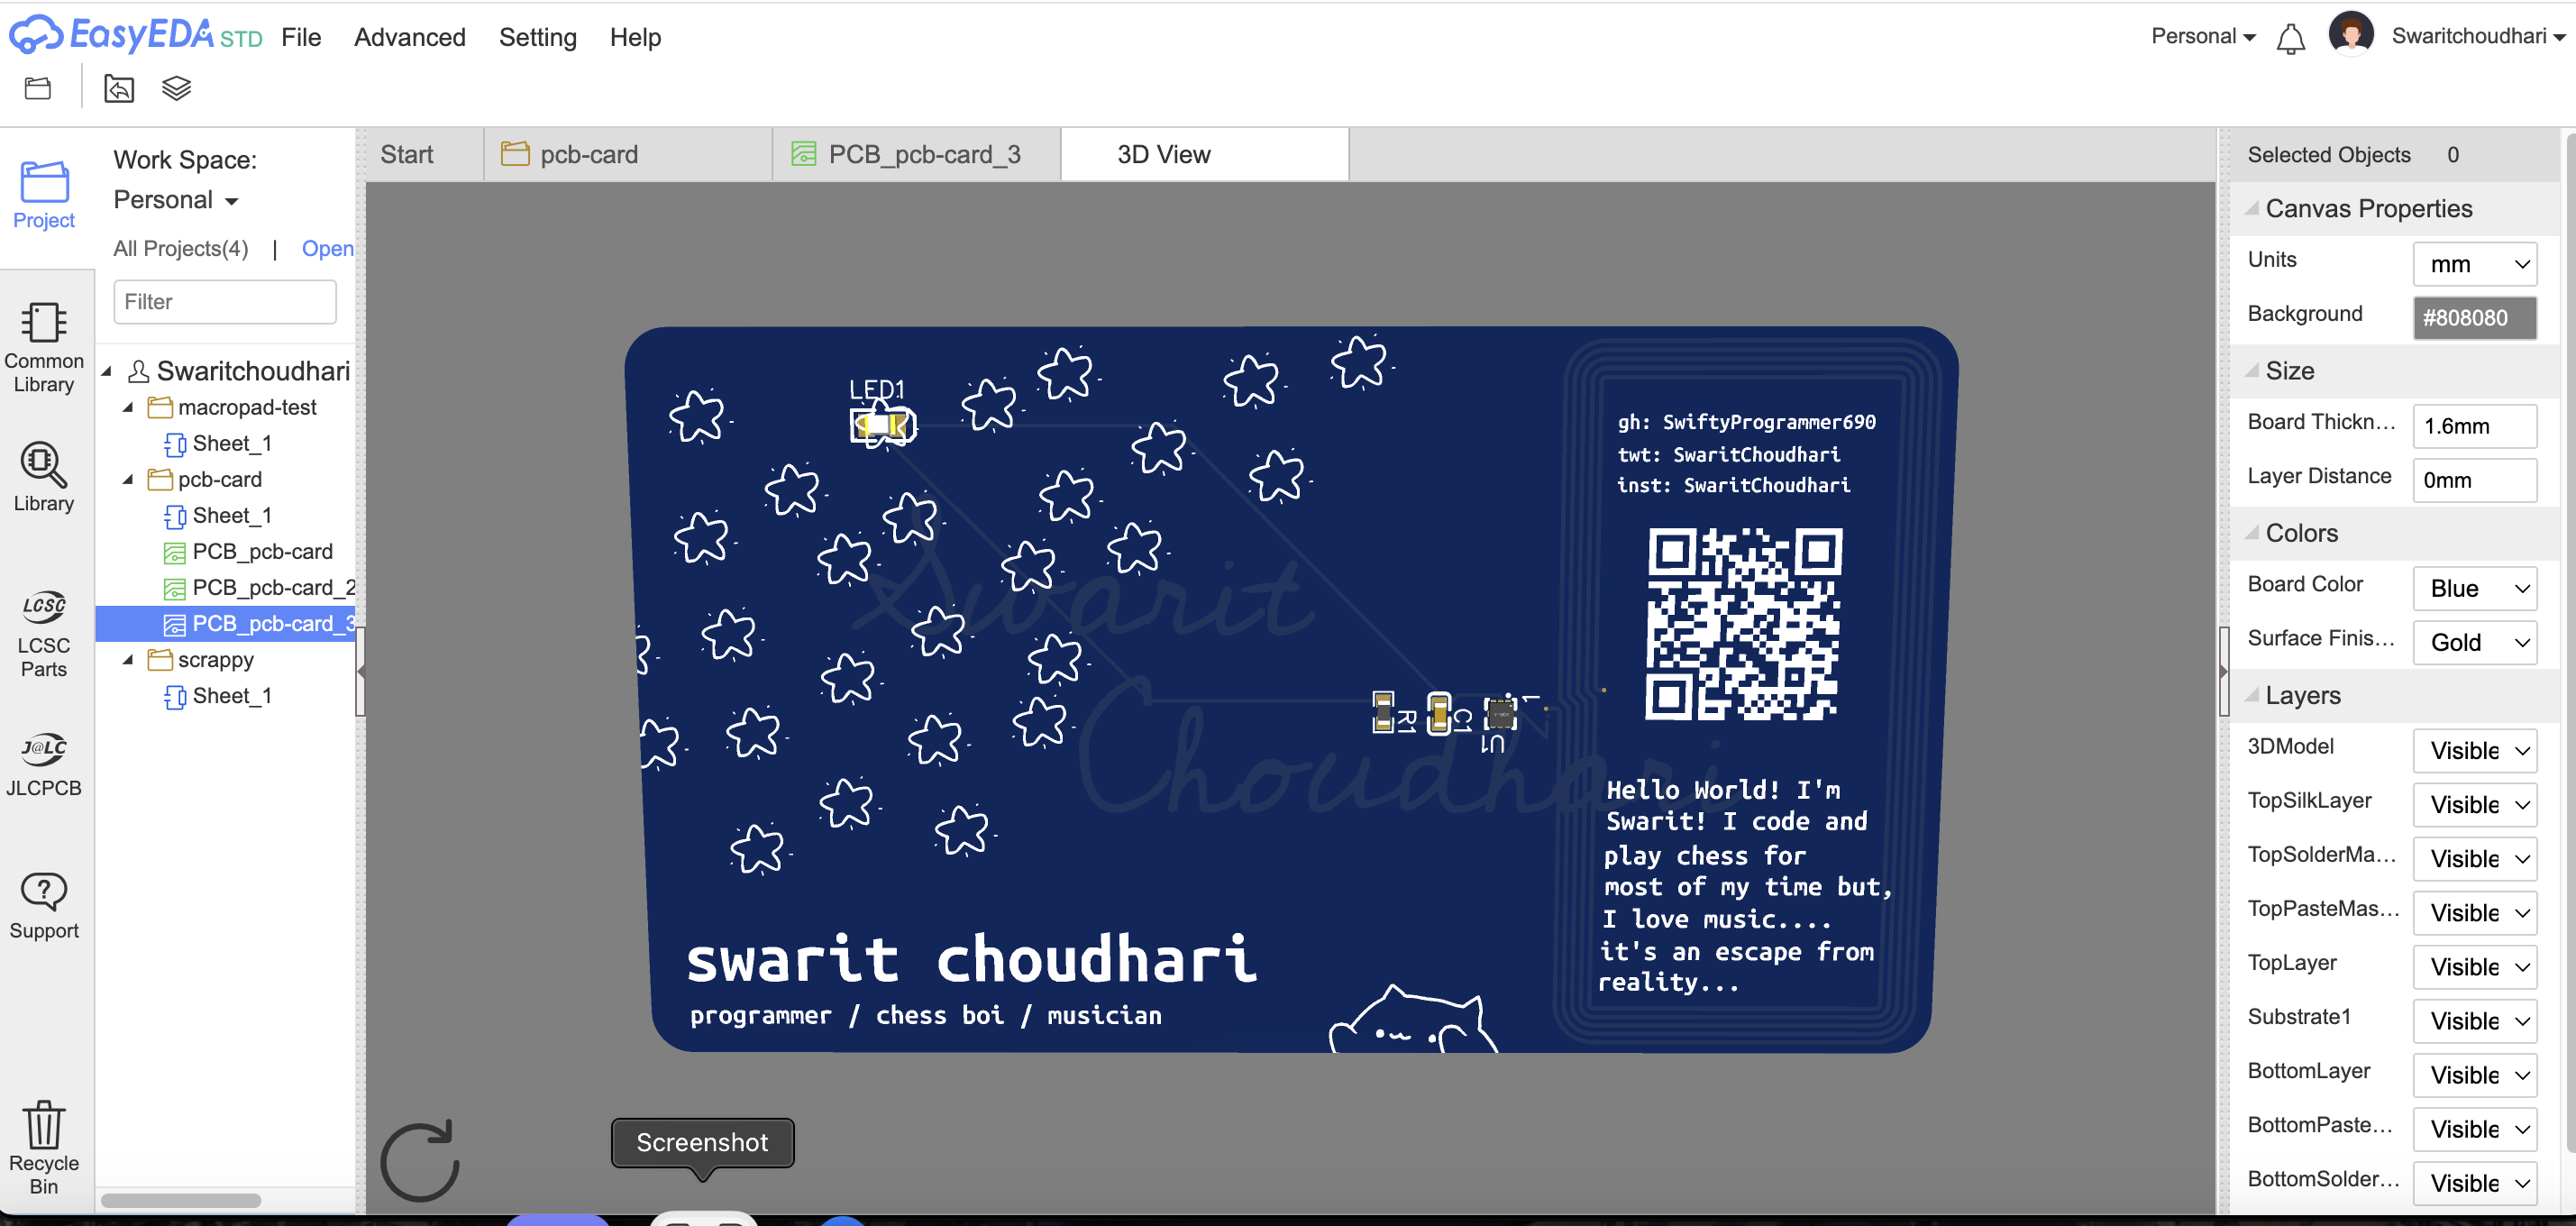 EasyEDA STD File Advanced Setting Help
Personal Swaritchoudhari
Work Space:
Personal
All Projects(4) | Open
Filter
Swaritchoudhari
macropad-test
Sheet_1
pcb-card
Sheet_1
PCB_pcb-card
PCB_pcb-card_2
PCB_pcb-card_3
scrappy
Sheet_1
Project
Common
Library
Library
LCSC
LCSC
Parts
J@LC
JLCPCB
Support
Recycle
Bin
Start pcb-card PCB_pcb-card_3 3D View
LED1
gh: SwiftyProgrammer690
twt: SwaritChoudhari
inst: SwaritChoudhari
Swarit
Choudhari
R1 C1 U1 1
Hello World! I'm
Swarit! I code and
play chess for
most of my time but,
I love music....
it's an escape from
reality...
swarit choudhari
programmer / chess boi / musician
Screenshot
Selected Objects 0
Canvas Properties
Units mm
Background #808080
Size
Board Thickn... 1.6mm
Layer Distance 0mm
Colors
Board Color Blue
Surface Finis... Gold
Layers
3DModel Visible
TopSilkLayer Visible
TopSolderMa... Visible
TopPasteMas... Visible
TopLayer Visible
Substrate1 Visible
BottomLayer Visible
BottomPaste... Visible
BottomSolder... Visible